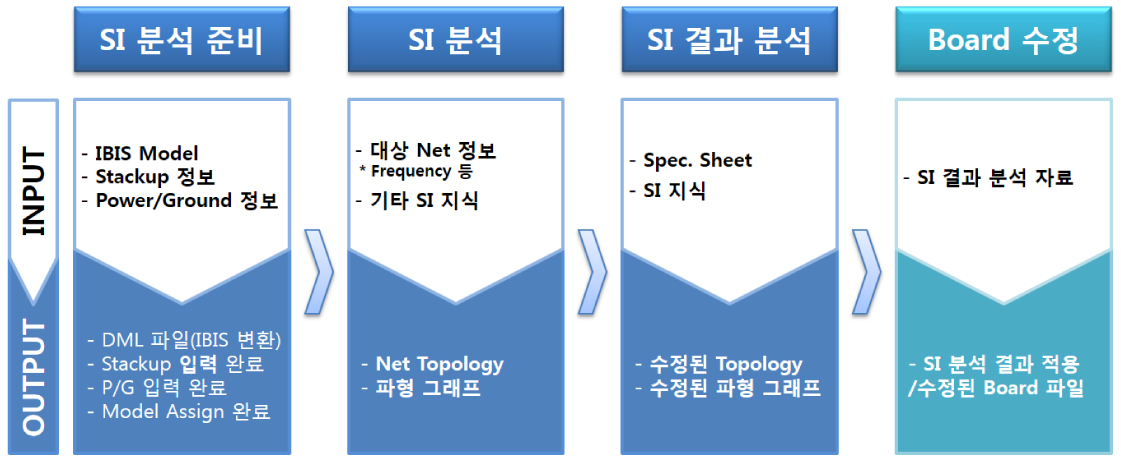 SI 분석 준비
SI 분석
SI 결과 분석
Board 수정
INPUT
- IBIS Model
- Stackup 정보
- Power/Ground 정보
- 대상 Net 정보
* Frequency 등
- 기타 SI 지식
- Spec. Sheet
- SI 지식
- SI 결과 분석 자료
OUTPUT
- DML 파일(IBIS 변환)
- Stackup 입력 완료
- P/G 입력 완료
- Model Assign 완료
- Net Topology
- 파형 그래프
- 수정된 Topology
- 수정된 파형 그래프
- SI 분석 결과 적용
/수정된 Board 파일